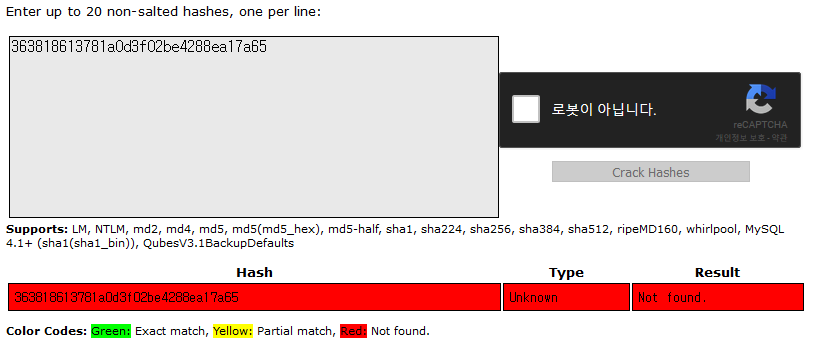 Enter up to 20 non-salted hashes, one per line:
363818613781a0d3f02be4288ea17a65
로봇이 아닙니다.
reCAPTCHA
개인정보 보호 - 약관
Crack Hashes
Supports: LM, NTLM, md2, md4, md5, md5(md5_hex), md5-half, sha1, sha224, sha256, sha384, sha512, ripeMD160, whirlpool, MySQL
4.1+ (sha1(sha1_bin)), QubesV3.1BackupDefaults
Hash Type Result
363818613781a0d3f02be4288ea17a65 Unknown Not found.
Color Codes: Green: Exact match, Yellow: Partial match, Red: Not found.